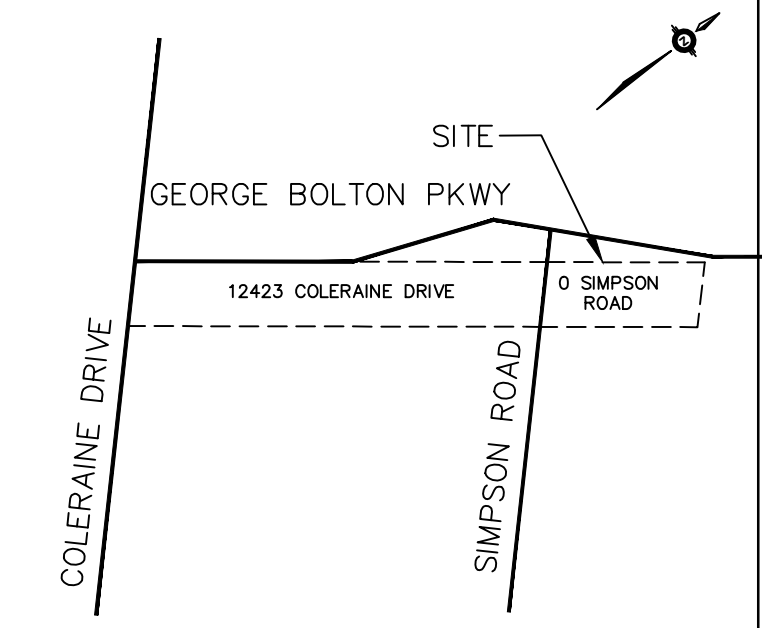 N
SITE
GEORGE BOLTON PKWY
12423 COLERAINE DRIVE
0 SIMPSON
ROAD
COLERAINE DRIVE
SIMPSON ROAD